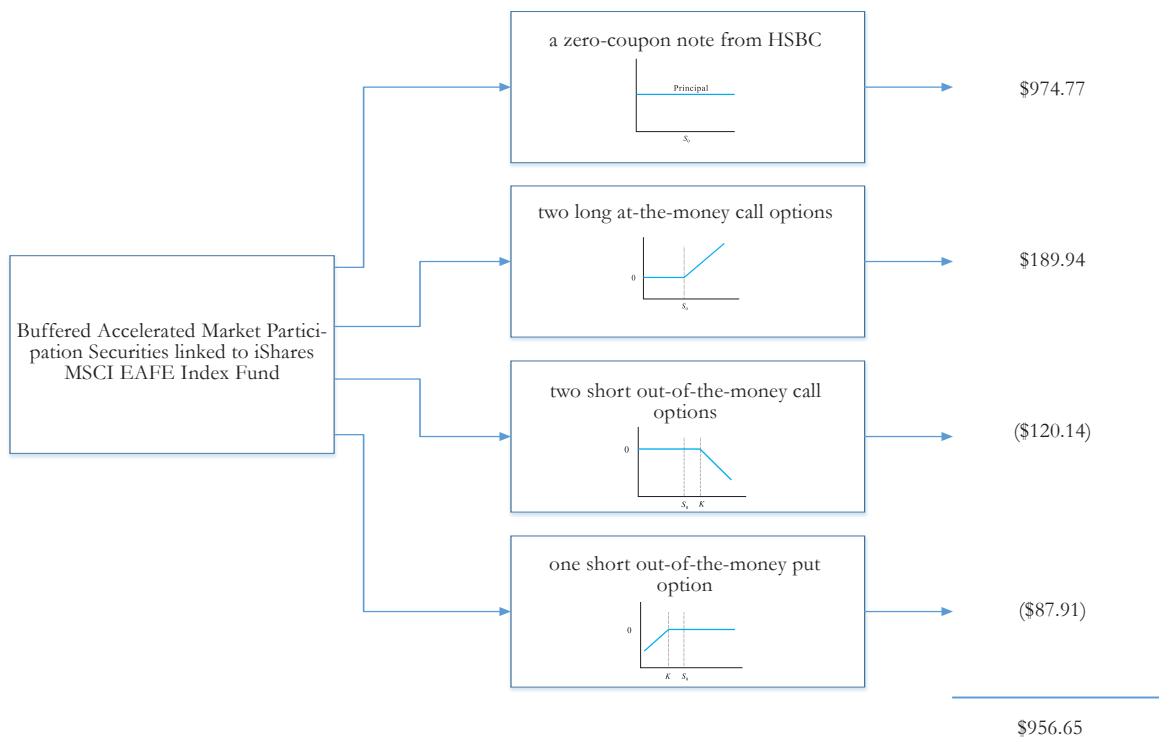 Buffered Accelerated Market Partici-
pation Securities linked to iShares
MSCI EAFE Index Fund
a zero-coupon note from HSBC
Principal
S₀
$974.77
two long at-the-money call options
0
S₀
$189.94
two short out-of-the-money call
options
0
S₀ K
($120.14)
one short out-of-the-money put
option
0
K S₀
($87.91)
$956.65